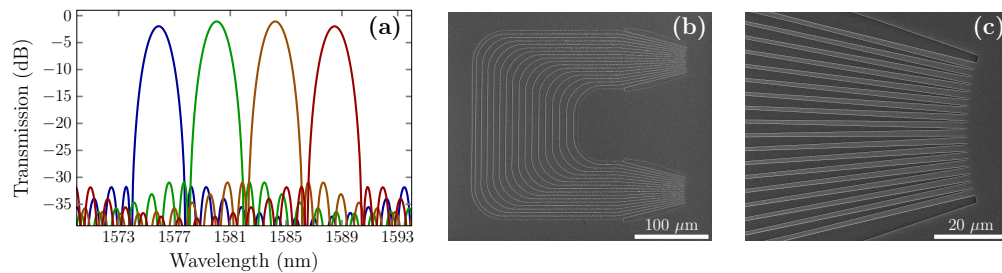 (a)
Transmission (dB)
0
−5
−10
−15
−20
−25
−30
−35
1573 1577 1581 1585 1589 1593
Wavelength (nm)
(b)
100 μm
(c)
20 μm